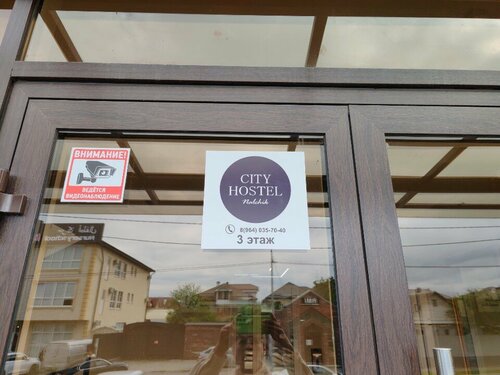 ВНИМАНИЕ!
ВЕДЁТСЯ
ВИДЕОНАБЛЮДЕНИЕ
CITY
HOSTEL
Nalchik
8(964) 035-70-40
3 этаж